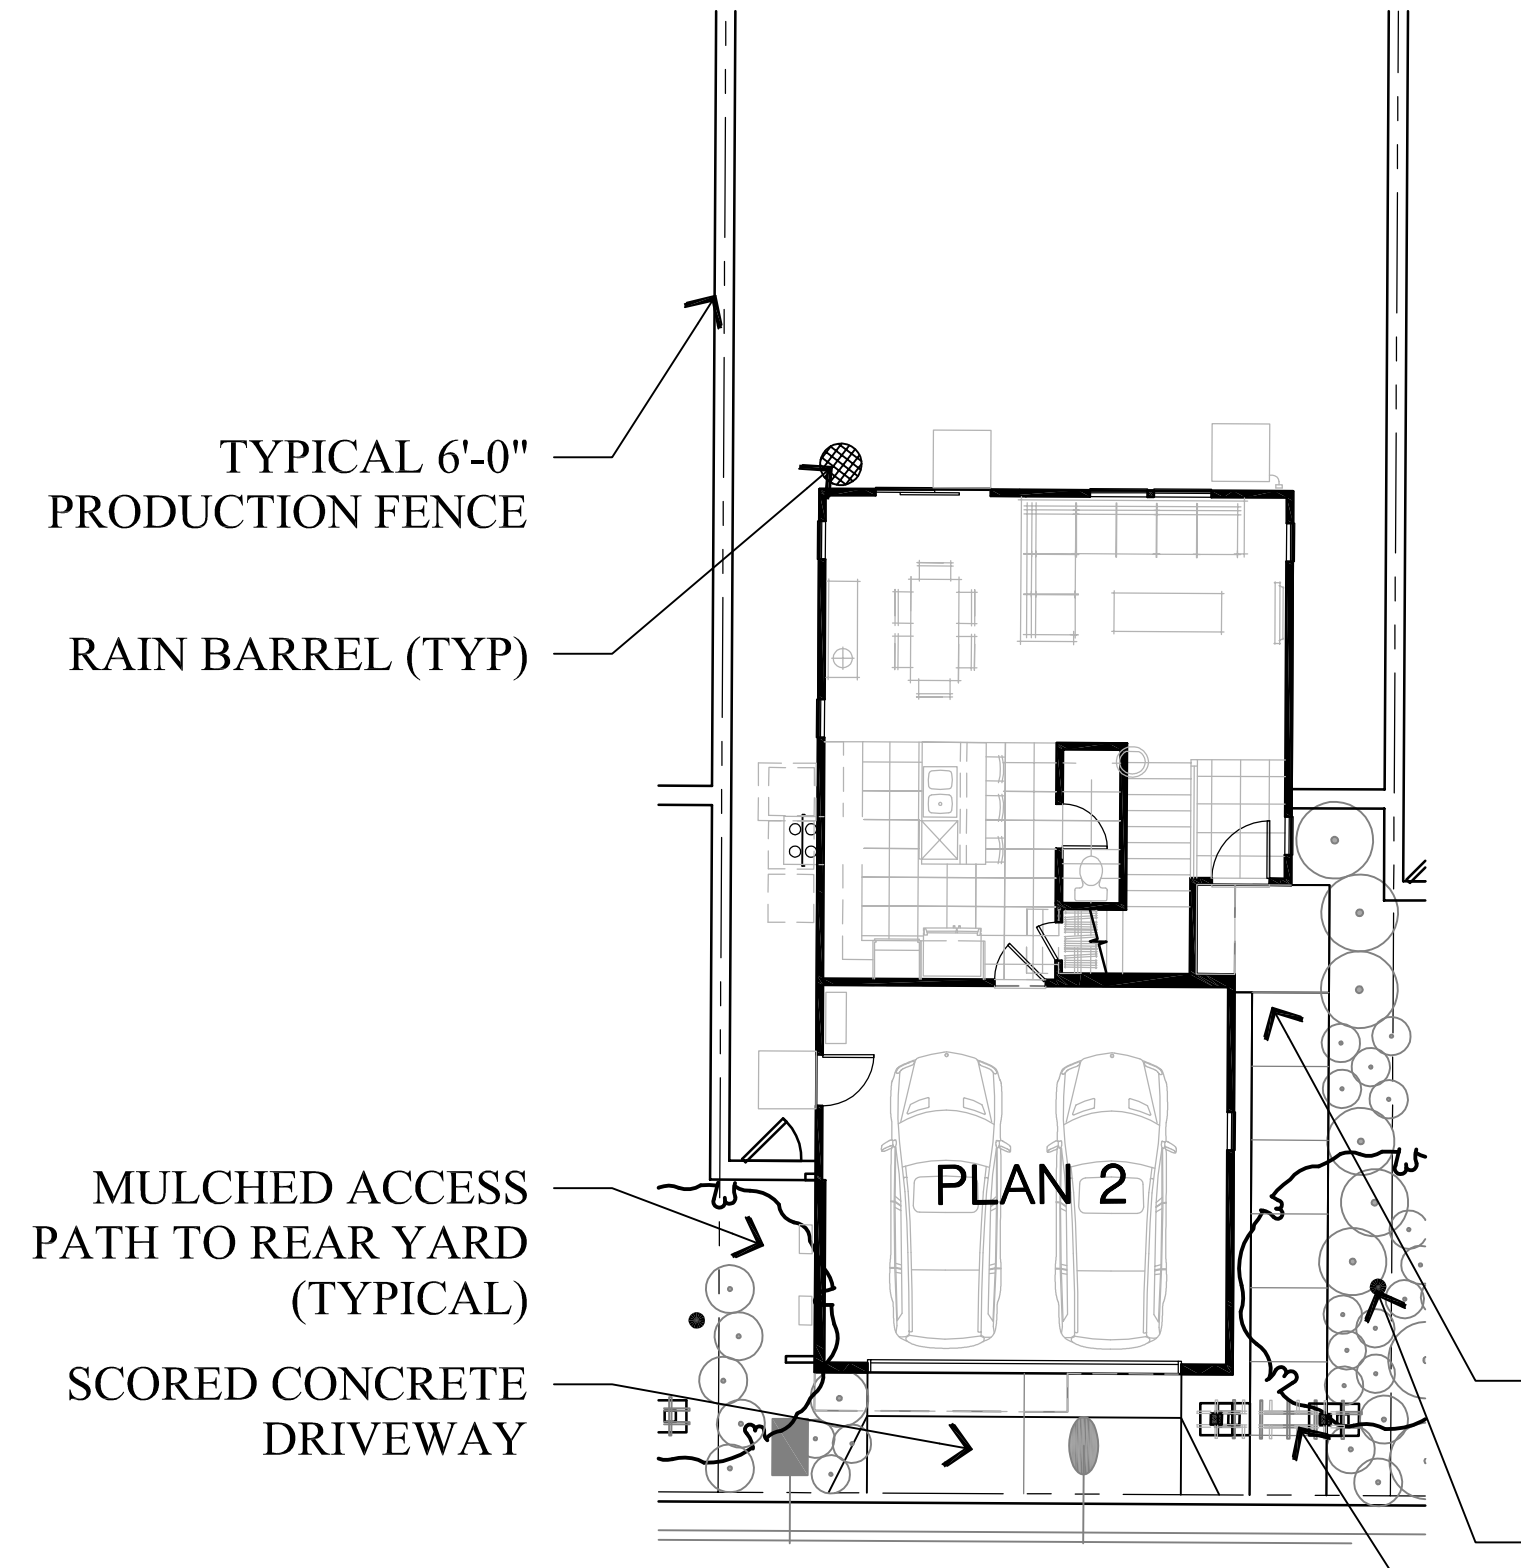 TYPICAL 6'-0"
PRODUCTION FENCE
RAIN BARREL (TYP)
MULCHED ACCESS
PATH TO REAR YARD
(TYPICAL)
PLAN 2
SCORED CONCRETE
DRIVEWAY